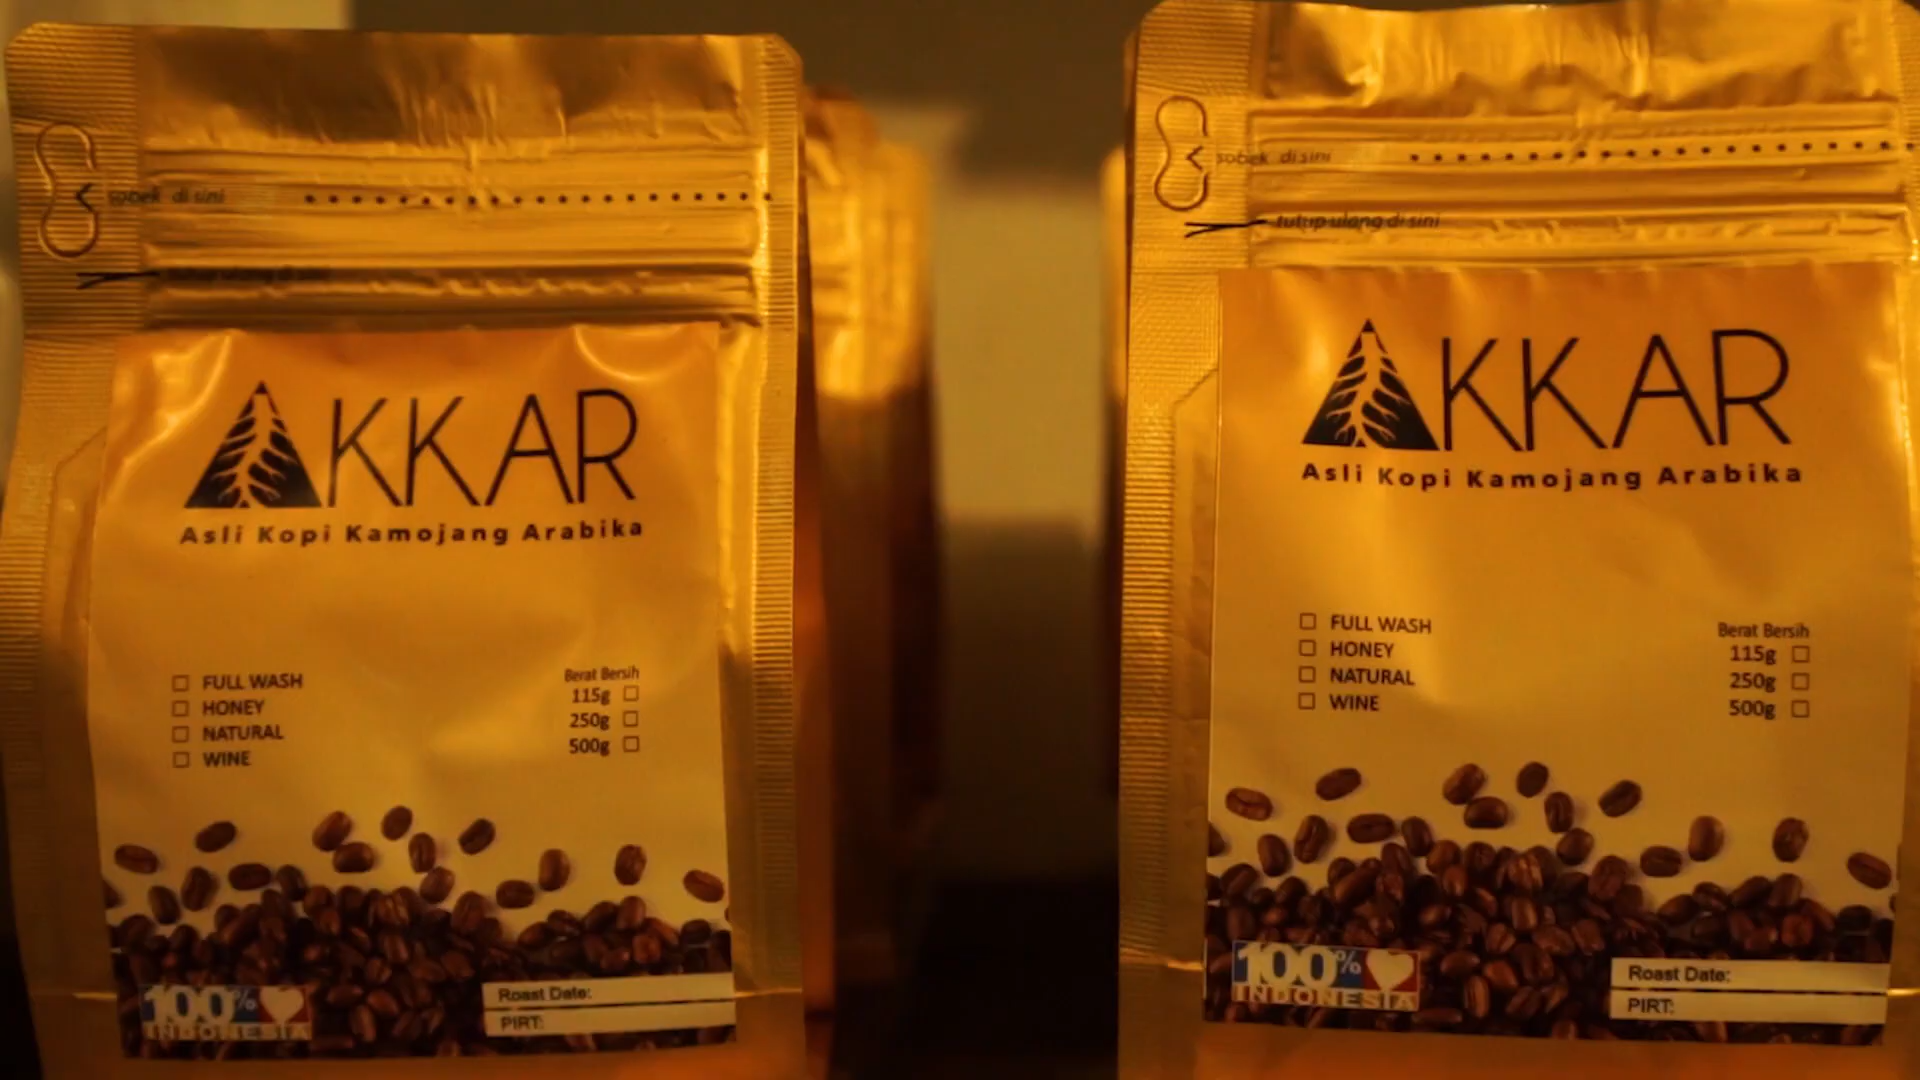 sobek di sini
AKKAR
Asli Kopi Kamojang Arabika
FULL WASH
HONEY
NATURAL
WINE
Berat Bersih
115g
250g
500g
100% INDONESIA
Roast Date:
PIRT:
sobek di sini
tutup ulang di sini
AKKAR
Asli Kopi Kamojang Arabika
FULL WASH
HONEY
NATURAL
WINE
Berat Bersih
115g
250g
500g
100%
INDONESIA
Roast Date:
PIRT: